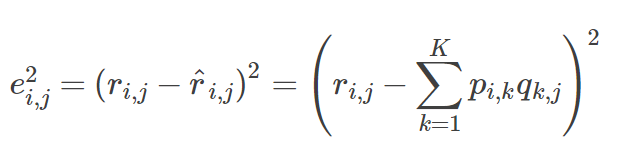 $e_{i,j}^2 = (r_{i,j} - \hat{r}_{i,j})^2 = \left( r_{i,j} - \sum_{k=1}^{K} p_{i,k} q_{k,j} \right)^2$